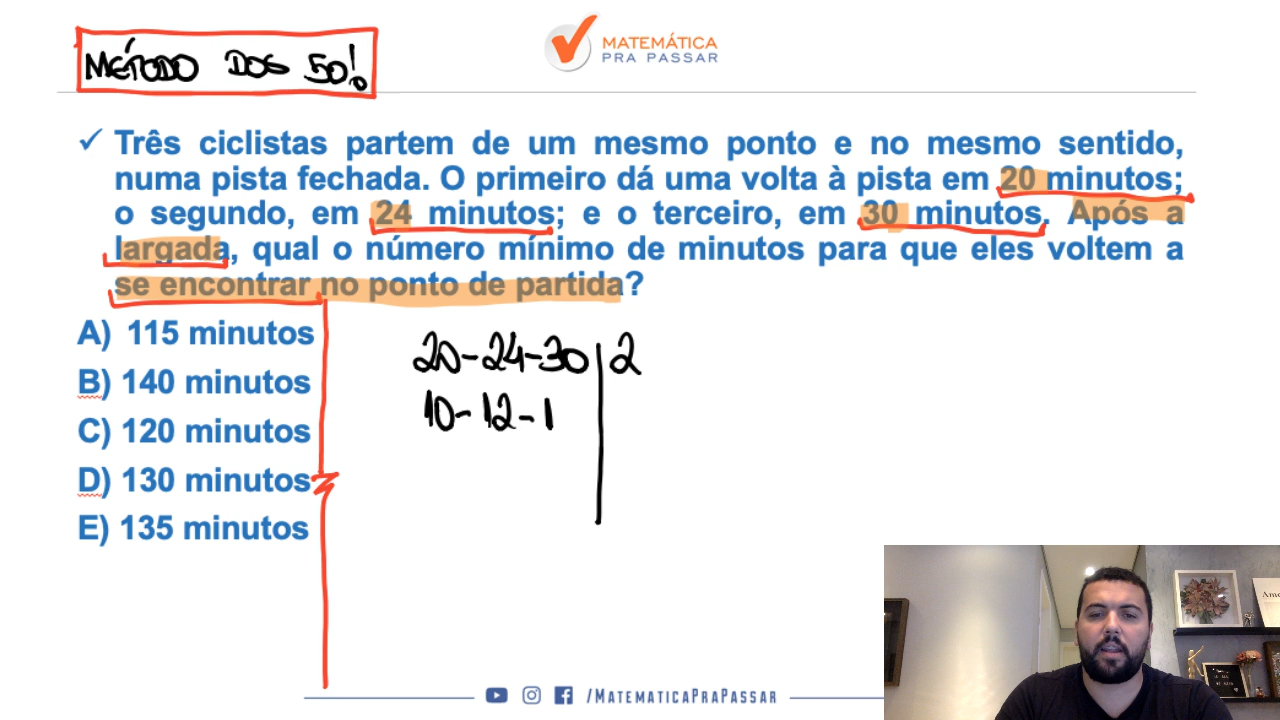 MÉTODO DOS 50!
MATEMÁTICA
PRA PASSAR
✓ Três ciclistas partem de um mesmo ponto e no mesmo sentido,
numa pista fechada. O primeiro dá uma volta à pista em 20 minutos;
o segundo, em 24 minutos; e o terceiro, em 30 minutos. Após a
largada, qual o número mínimo de minutos para que eles voltem a
se encontrar no ponto de partida?
A) 115 minutos
B) 140 minutos
C) 120 minutos
D) 130 minutos
E) 135 minutos
20-24-30 | 2
10-12-1
/MATEMATICAPRAPASSAR